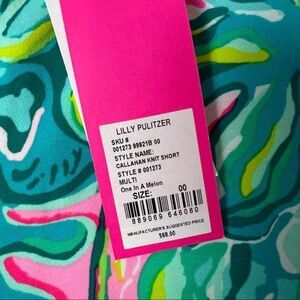 LILLY PULITZER
SKU #
001273 99921B 00
STYLE NAME:
CALLAHAN KNIT SHORT
STYLE # 001273
MULTI
One In A Melon
SIZE: 00
889069 646080
MANUFACTURER'S SUGGESTED PRICE
$68.00